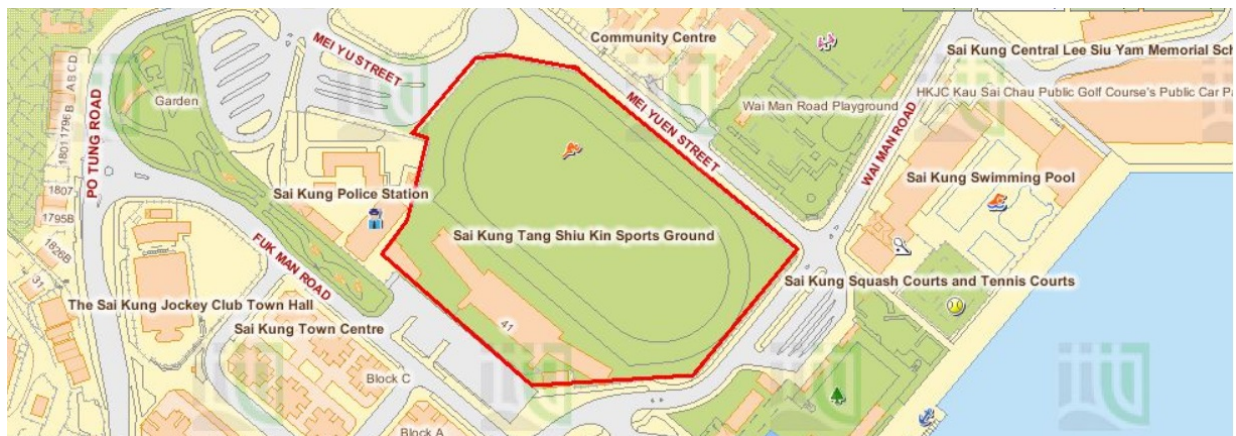 MEI YU STREET
Community Centre
Sai Kung Central Lee Siu Yam Memorial Sch
HKJC Kau Sai Chau Public Golf Course's Public Car Pa
Garden
Wai Man Road Playground
A B C D
1796B
1801
PO TUNG ROAD
MEI YUEN STREET
WAI MAN ROAD
Sai Kung Swimming Pool
1807
Sai Kung Police Station
1795B
Sai Kung Tang Shiu Kin Sports Ground
1826B
FUK MAN ROAD
31
Sai Kung Squash Courts and Tennis Courts
The Sai Kung Jockey Club Town Hall
Sai Kung Town Centre
41
Block C
Block A